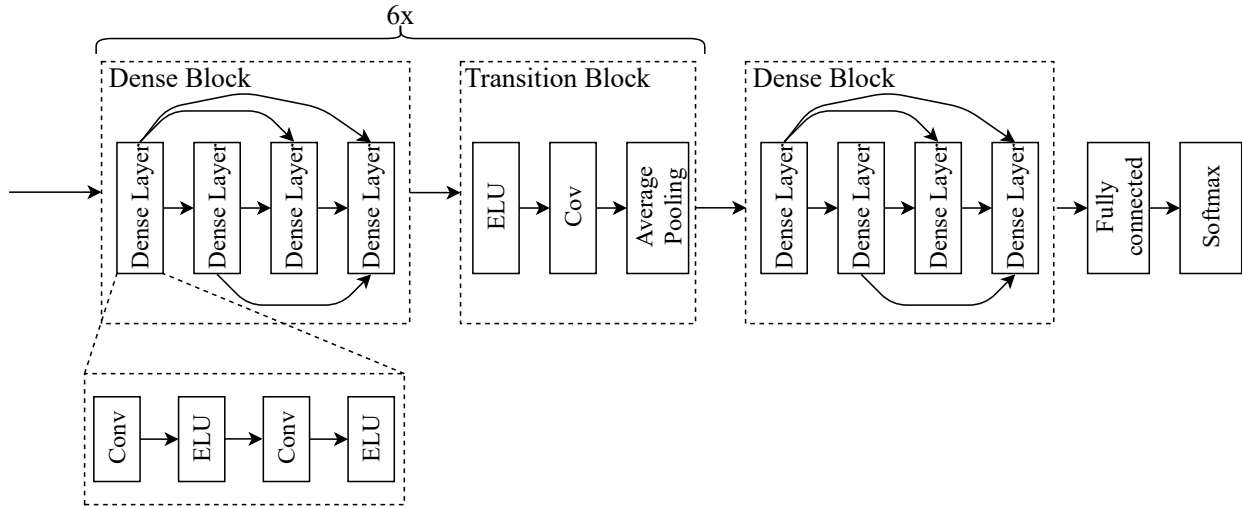 6x
Dense Block
Dense Layer
Dense Layer
Dense Layer
Dense Layer
Transition Block
ELU
Cov
Average
Pooling
Dense Block
Dense Layer
Dense Layer
Dense Layer
Dense Layer
Fully
connected
Softmax
Conv
ELU
Conv
ELU